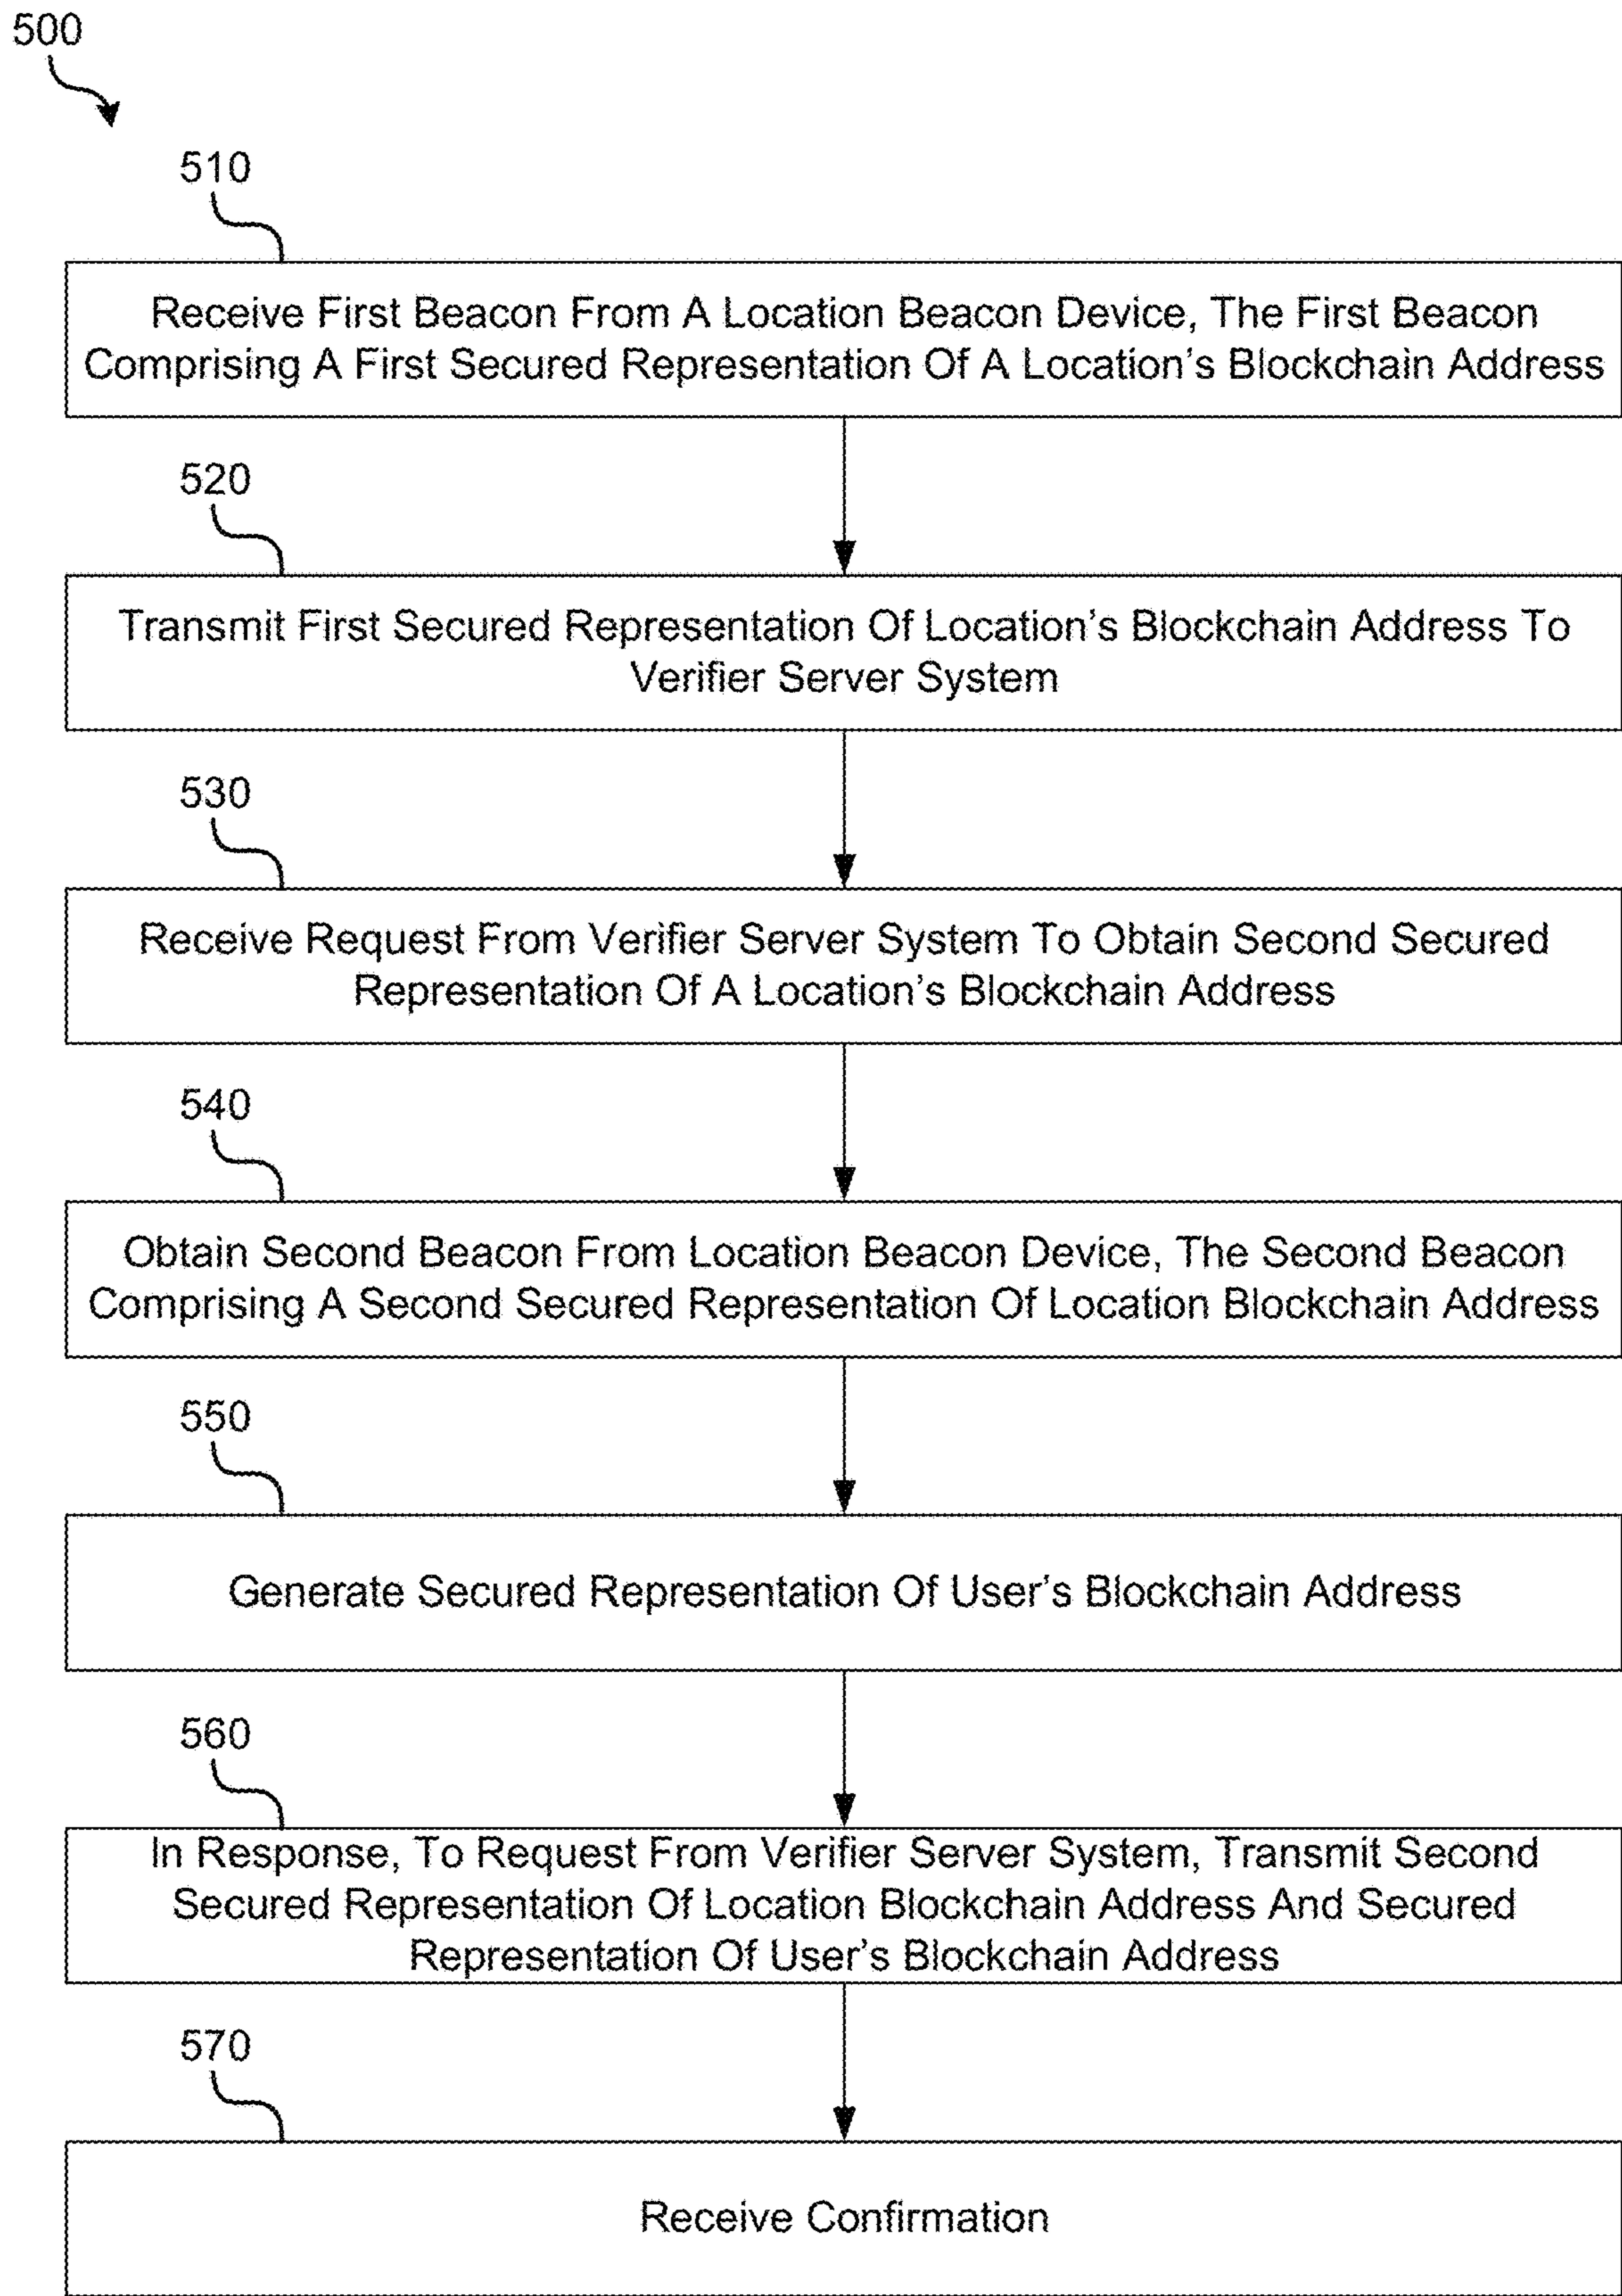 500
510
Receive First Beacon From A Location Beacon Device, The First Beacon
Comprising A First Secured Representation Of A Location's Blockchain Address
520
Transmit First Secured Representation Of Location's Blockchain Address To
Verifier Server System
530
Receive Request From Verifier Server System To Obtain Second Secured
Representation Of A Location's Blockchain Address
540
Obtain Second Beacon From Location Beacon Device, The Second Beacon
Comprising A Second Secured Representation Of Location Blockchain Address
550
Generate Secured Representation Of User's Blockchain Address
560
In Response, To Request From Verifier Server System, Transmit Second
Secured Representation Of Location Blockchain Address And Secured
Representation Of User's Blockchain Address
570
Receive Confirmation